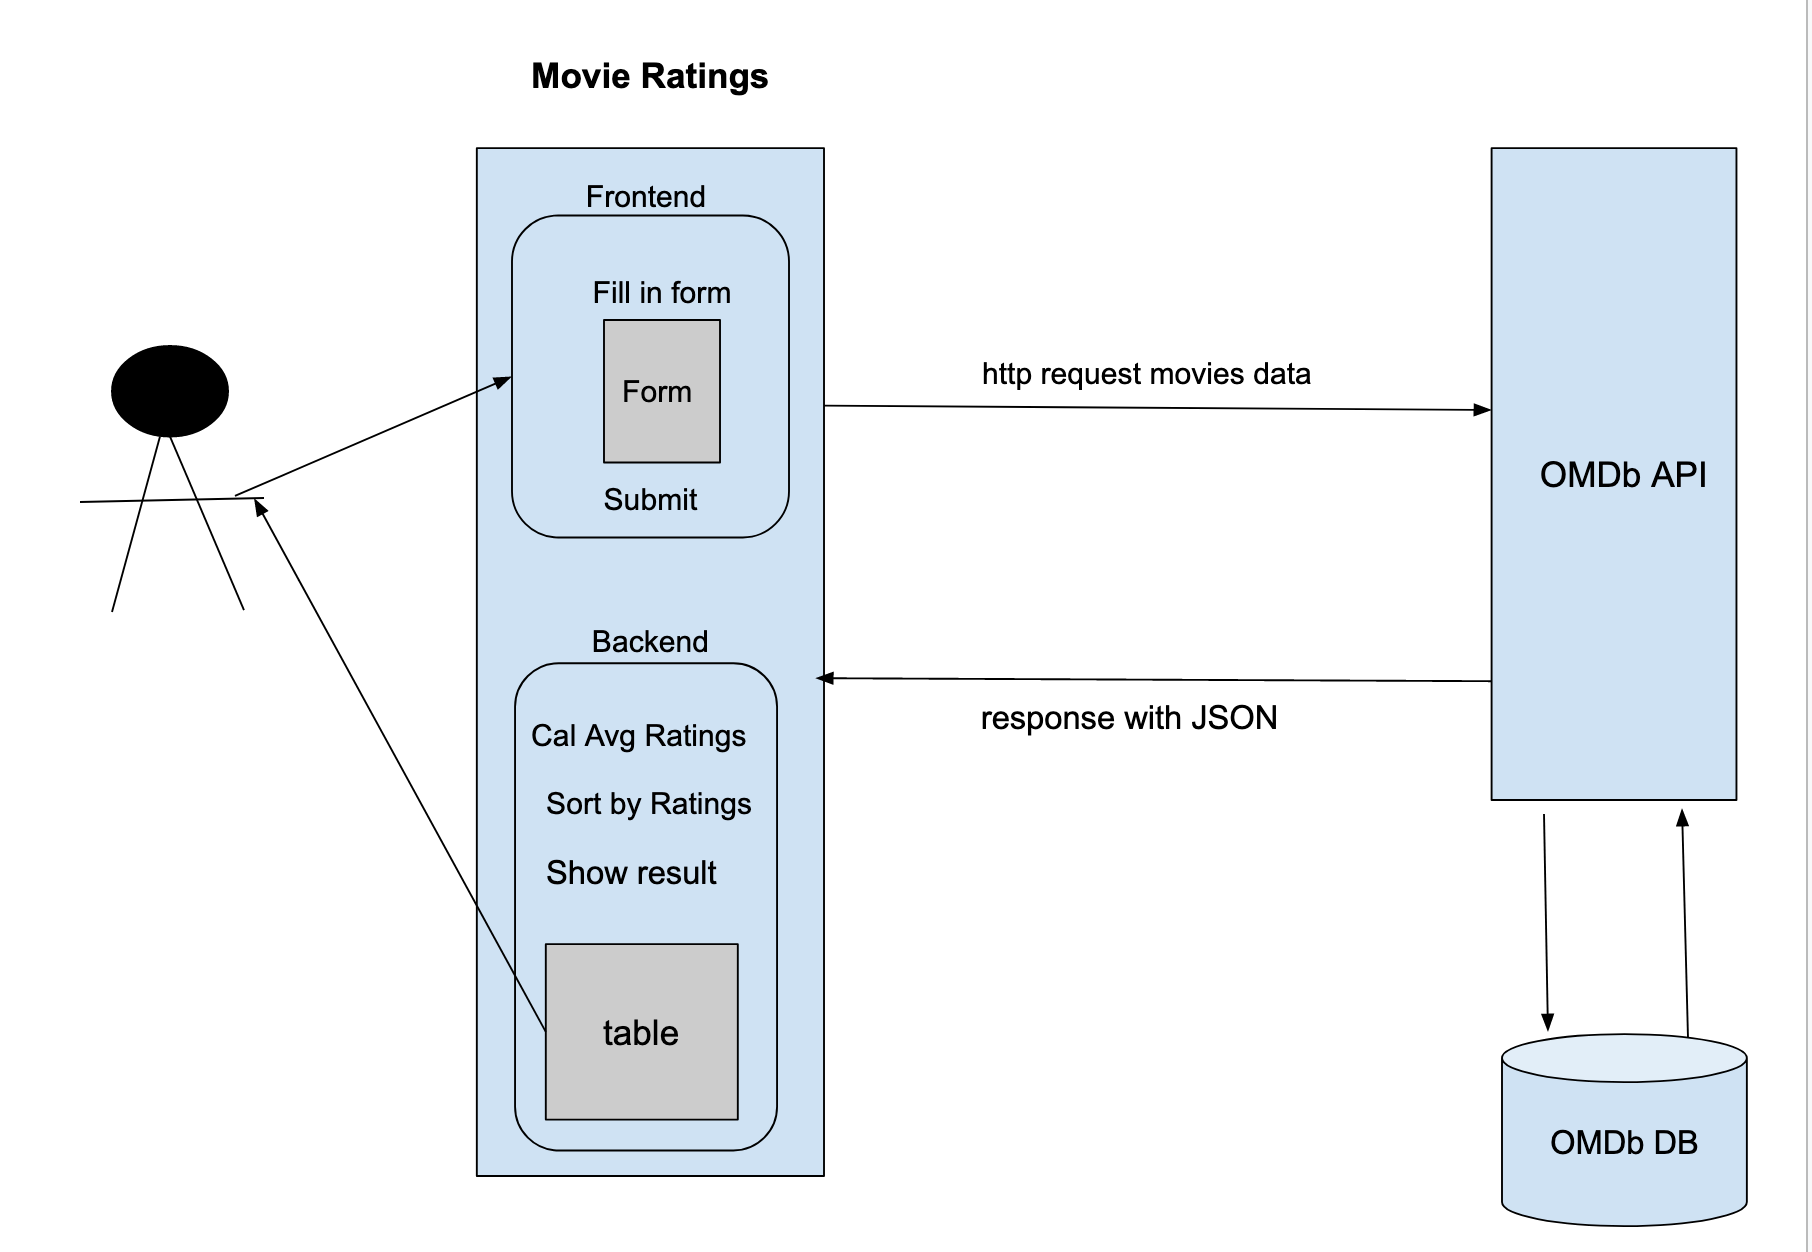 Movie Ratings
Frontend
Fill in form
Form
Submit
http request movies data
OMDb API
Backend
response with JSON
Cal Avg Ratings
Sort by Ratings
Show result
table
OMDb DB